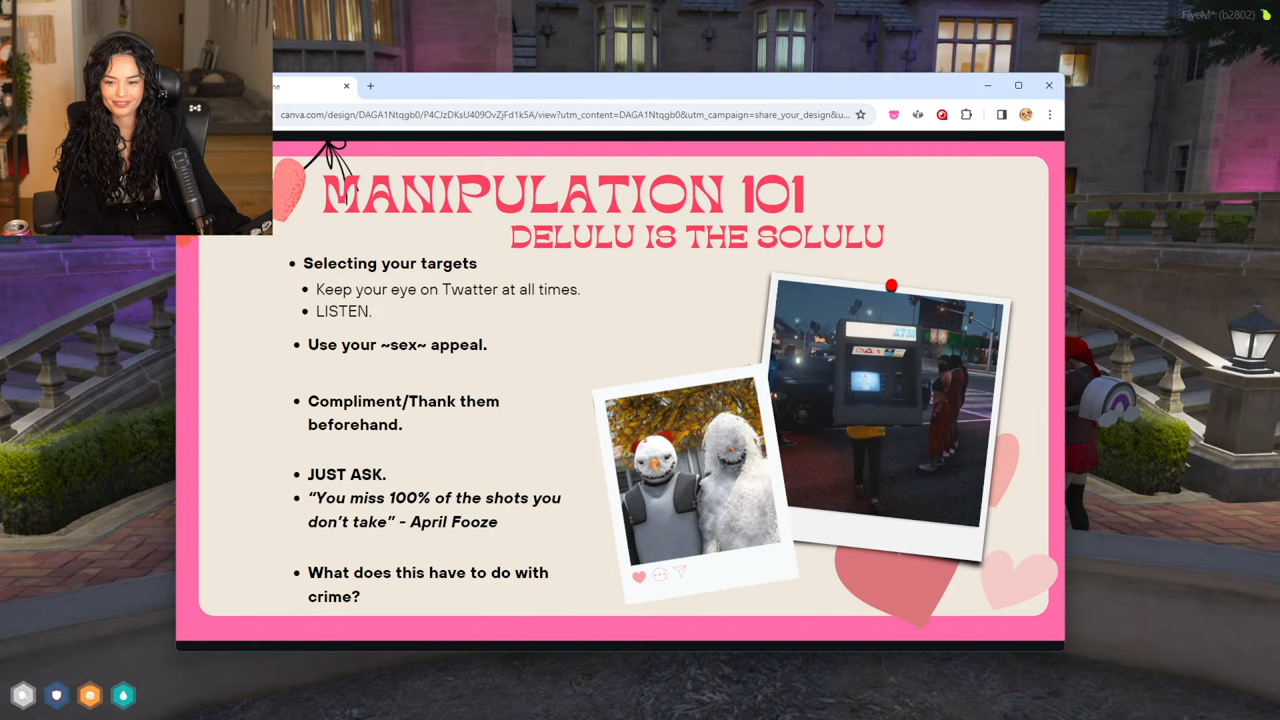 FiveM® (b2802)
canva.com/design/DAGA1Ntqgb0/P4CJzDKsU409OvZjFd1k5A/view?utm_content=DAGA1Ntqgb0&utm_campaign=share_your_design&u...
MANIPULATION 101
DELULU IS THE SOLULU
• Selecting your targets
• Keep your eye on Twatter at all times.
• LISTEN.
• Use your ~sex~ appeal.
• Compliment/Thank them
beforehand.
• JUST ASK.
• “You miss 100% of the shots you
don’t take” - April Fooze
• What does this have to do with
crime?
ATM